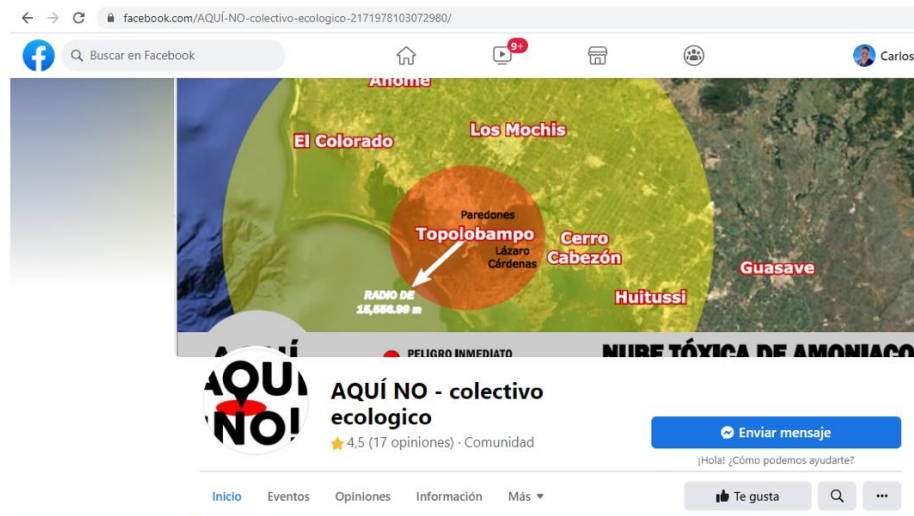 facebook.com/AQUÍ-NO-colectivo-ecologico-2171978103072980/
Buscar en Facebook
9+
Carlos
Ahome
El Colorado
Los Mochis
Paredones
Topolobampo
Lázaro
Cárdenas
Cerro
Cabezón
Guasave
RADIO DE
15,556.99 m
Huitussi
AQUÍ
PELIGRO INMEDIATO
NUBE TÓXICA DE AMONIACO
AQUÍ
NO!
AQUÍ NO - colectivo
ecologico
4,5 (17 opiniones) · Comunidad
Enviar mensaje
¡Hola! ¿Cómo podemos ayudarte?
Inicio
Eventos
Opiniones
Información
Más
Te gusta